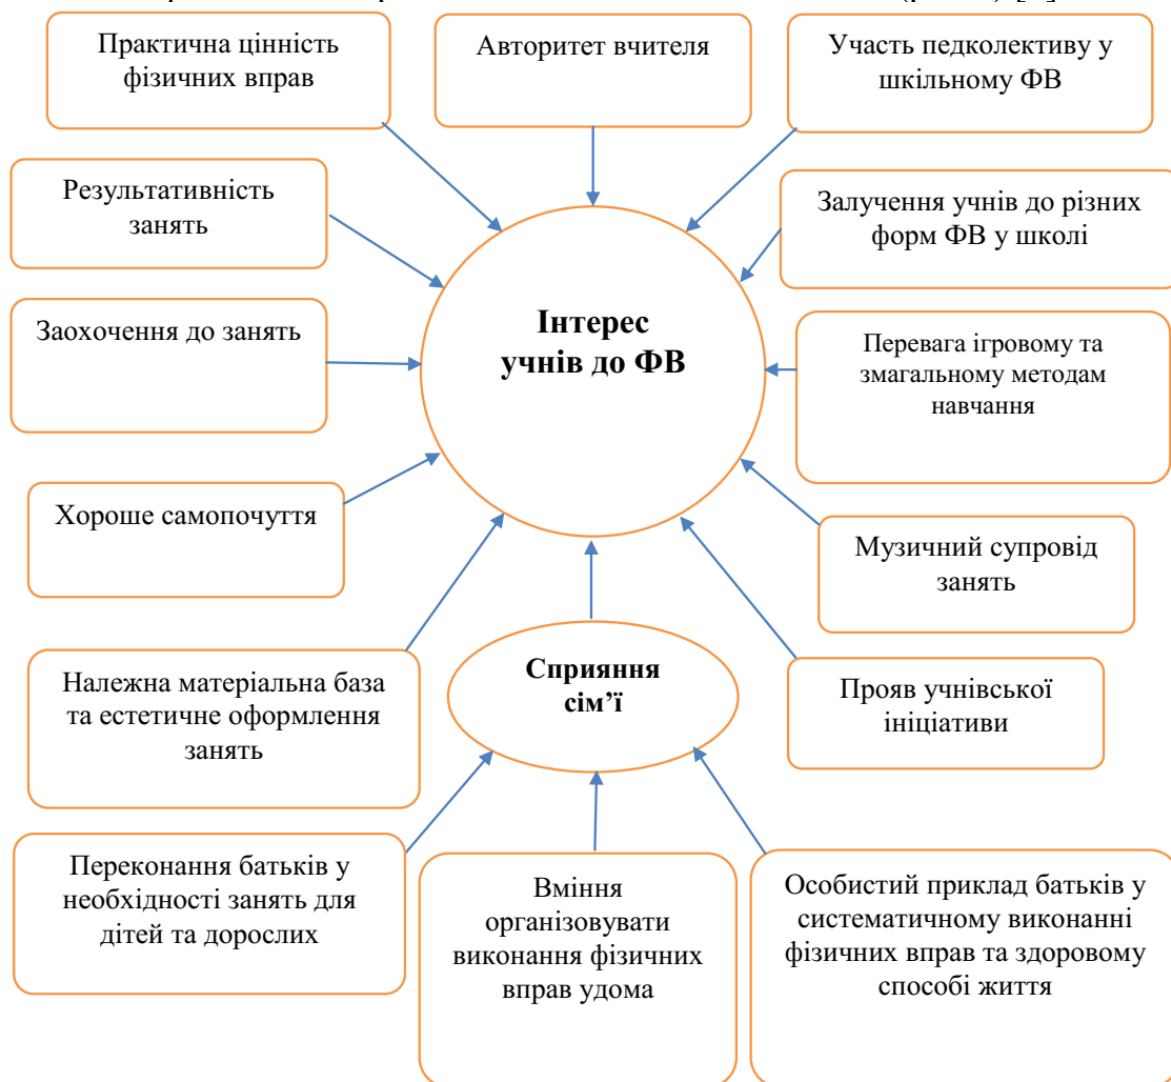 Практична цінність
фізичних вправ
Авторитет вчителя
Участь педколективу у
шкільному ФВ
Результативність
занять
Залучення учнів до різних
форм ФВ у школі
Заохочення до занять
Інтерес
учнів до ФВ
Перевага ігровому та
змагальному методам
навчання
Хороше самопочуття
Музичний супровід
занять
Належна матеріальна база
та естетичне оформлення
занять
Сприяння
сім’ї
Прояв учнівської
ініціативи
Переконання батьків у
необхідності занять для
дітей та дорослих
Вміння
організовувати
виконання фізичних
вправ удома
Особистий приклад батьків у
систематичному виконанні
фізичних вправ та здоровому
способі життя